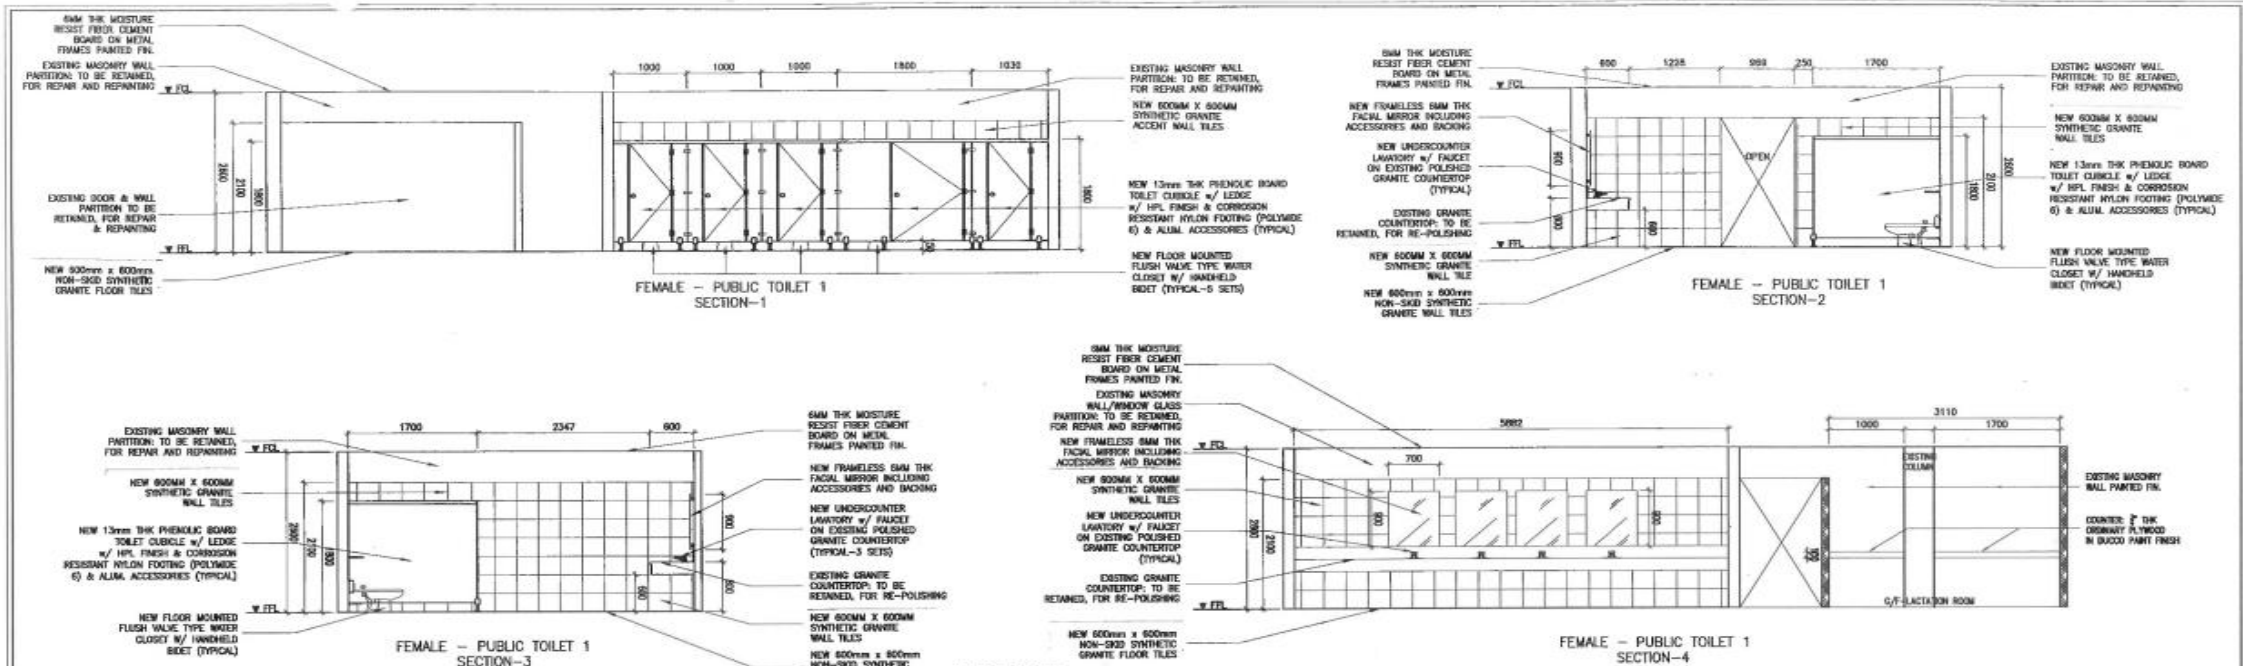 6MM THK MOISTURE
RESIST FIBER CEMENT
BOARD ON METAL
FRAMES PAINTED FIN.
EXISTING MASONRY WALL
PARTITION: TO BE RETAINED,
FOR REPAIR AND REPAINTING
FCL
EXISTING DOOR & WALL
PARTITION TO BE
RETAINED, FOR REPAIR
& REPAINTING
FFL
NEW 600mm x 600mm
NON-SKID SYNTHETIC
GRANITE FLOOR TILES
2100
1800
1000
1000
1000
1800
1030
1800
EXISTING MASONRY WALL
PARTITION: TO BE RETAINED,
FOR REPAIR AND REPAINTING
NEW 600MM X 600MM
SYNTHETIC GRANITE
ACCENT WALL TILES
NEW 13mm THK PHENOLIC BOARD
TOILET CUBICLE w/ LEDGE
w/ HPL FINISH & CORROSION
RESISTANT NYLON FOOTING (POLYMIDE
6) & ALUM. ACCESSORIES (TYPICAL)
NEW FLOOR MOUNTED
FLUSH VALVE TYPE WATER
CLOSET W/ HANDHELD
BIDET (TYPICAL-5 SETS)
FEMALE - PUBLIC TOILET 1
SECTION-1
6MM THK MOISTURE
RESIST FIBER CEMENT
BOARD ON METAL
FRAMES PAINTED FIN.
FCL
NEW FRAMELESS 6MM THK
FACIAL MIRROR INCLUDING
ACCESSORIES AND BACKING
NEW UNDERCOUNTER
LAVATORY w/ FAUCET
ON EXISTING POLISHED
GRANITE COUNTERTOP
(TYPICAL)
EXISTING GRANITE
COUNTERTOP: TO BE
RETAINED, FOR RE-POLISHING
FFL
NEW 600MM X 600MM
SYNTHETIC GRANITE
WALL TILE
NEW 600mm x 600mm
NON-SKID SYNTHETIC
GRANITE WALL TILES
600
1700
250
OPEN
2100
1800
EXISTING MASONRY WALL
PARTITION: TO BE RETAINED,
FOR REPAIR AND REPAINTING
NEW 600MM X 600MM
SYNTHETIC GRANITE
WALL TILES
NEW 13mm THK PHENOLIC BOARD
TOILET CUBICLE w/ LEDGE
w/ HPL FINISH & CORROSION
RESISTANT NYLON FOOTING (POLYMIDE
6) & ALUM. ACCESSORIES (TYPICAL)
NEW FLOOR MOUNTED
FLUSH VALVE TYPE WATER
CLOSET W/ HANDHELD
BIDET (TYPICAL)
FEMALE - PUBLIC TOILET 1
SECTION-2
EXISTING MASONRY WALL
PARTITION: TO BE RETAINED,
FOR REPAIR AND REPAINTING
FCL
NEW 600MM X 600MM
SYNTHETIC GRANITE
WALL TILES
NEW 13mm THK PHENOLIC BOARD
TOILET CUBICLE w/ LEDGE
w/ HPL FINISH & CORROSION
RESISTANT NYLON FOOTING (POLYMIDE
6) & ALUM. ACCESSORIES (TYPICAL)
FFL
NEW FLOOR MOUNTED
FLUSH VALVE TYPE WATER
CLOSET W/ HANDHELD
BIDET (TYPICAL)
1700
2347
600
6MM THK MOISTURE
RESIST FIBER CEMENT
BOARD ON METAL
FRAMES PAINTED FIN.
NEW FRAMELESS 6MM THK
FACIAL MIRROR INCLUDING
ACCESSORIES AND BACKING
NEW UNDERCOUNTER
LAVATORY w/ FAUCET
ON EXISTING POLISHED
GRANITE COUNTERTOP
(TYPICAL-3 SETS)
EXISTING GRANITE
COUNTERTOP: TO BE
RETAINED, FOR RE-POLISHING
NEW 600MM X 600MM
SYNTHETIC GRANITE
WALL TILES
NEW 600mm x 600mm
NON-SKID SYNTHETIC
FEMALE - PUBLIC TOILET 1
SECTION-3
6MM THK MOISTURE
RESIST FIBER CEMENT
BOARD ON METAL
FRAMES PAINTED FIN.
EXISTING MASONRY
WALL/WINDOW GLASS
PARTITION: TO BE RETAINED,
FOR REPAIR AND REPAINTING
FCL
NEW FRAMELESS 6MM THK
FACIAL MIRROR INCLUDING
ACCESSORIES AND BACKING
NEW 600MM X 600MM
SYNTHETIC GRANITE
WALL TILES
NEW UNDERCOUNTER
LAVATORY w/ FAUCET
ON EXISTING POLISHED
GRANITE COUNTERTOP
(TYPICAL)
EXISTING GRANITE
COUNTERTOP: TO BE
RETAINED, FOR RE-POLISHING
FFL
NEW 600mm x 600mm
NON-SKID SYNTHETIC
GRANITE FLOOR TILES
5882
700
2100
3110
1000
1700
EXISTING
COLUMN
EXISTING MASONRY
WALL PAINTED FIN.
ORDINARY PLYWOOD
IN DUCCO PAINT FINISH
G/F-LACTATION ROOM
FEMALE - PUBLIC TOILET 1
SECTION-4